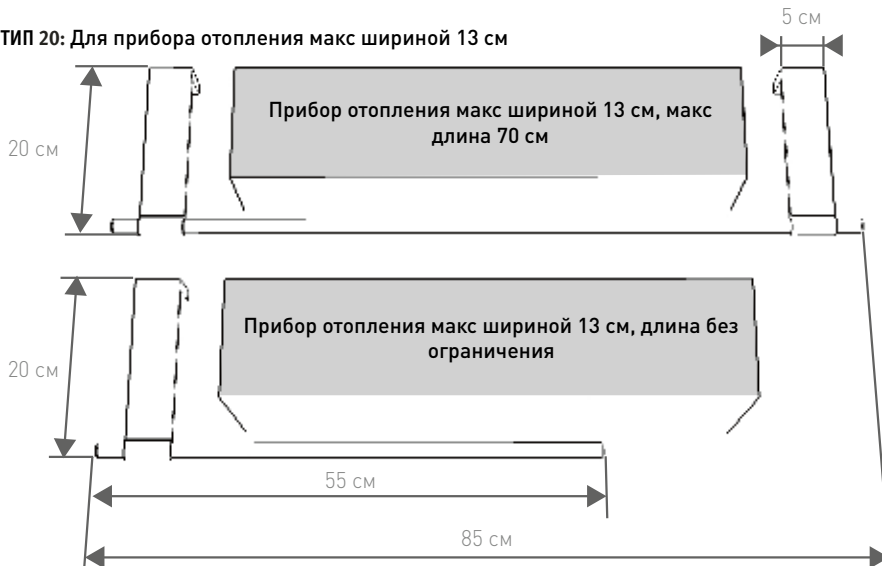 5 см
ТИП 20: Для прибора отопления макс шириной 13 см
Прибор отопления макс шириной 13 см, макс
длина 70 см
20 см
Прибор отопления макс шириной 13 см, длина без
ограничения
20 см
55 см
85 см